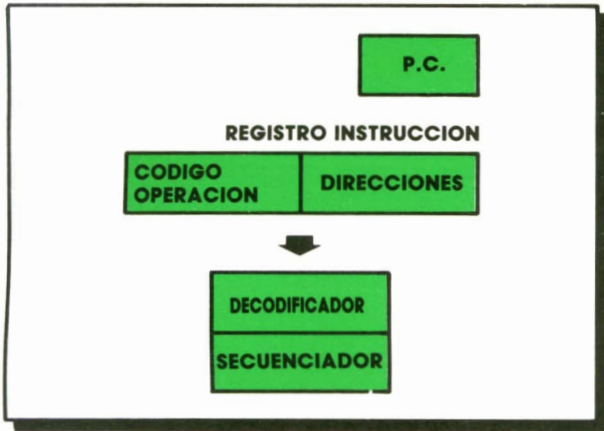 P.C.
REGISTRO INSTRUCCION
CODIGO
OPERACION
DIRECCIONES
DECODIFICADOR
SECUENCIADOR